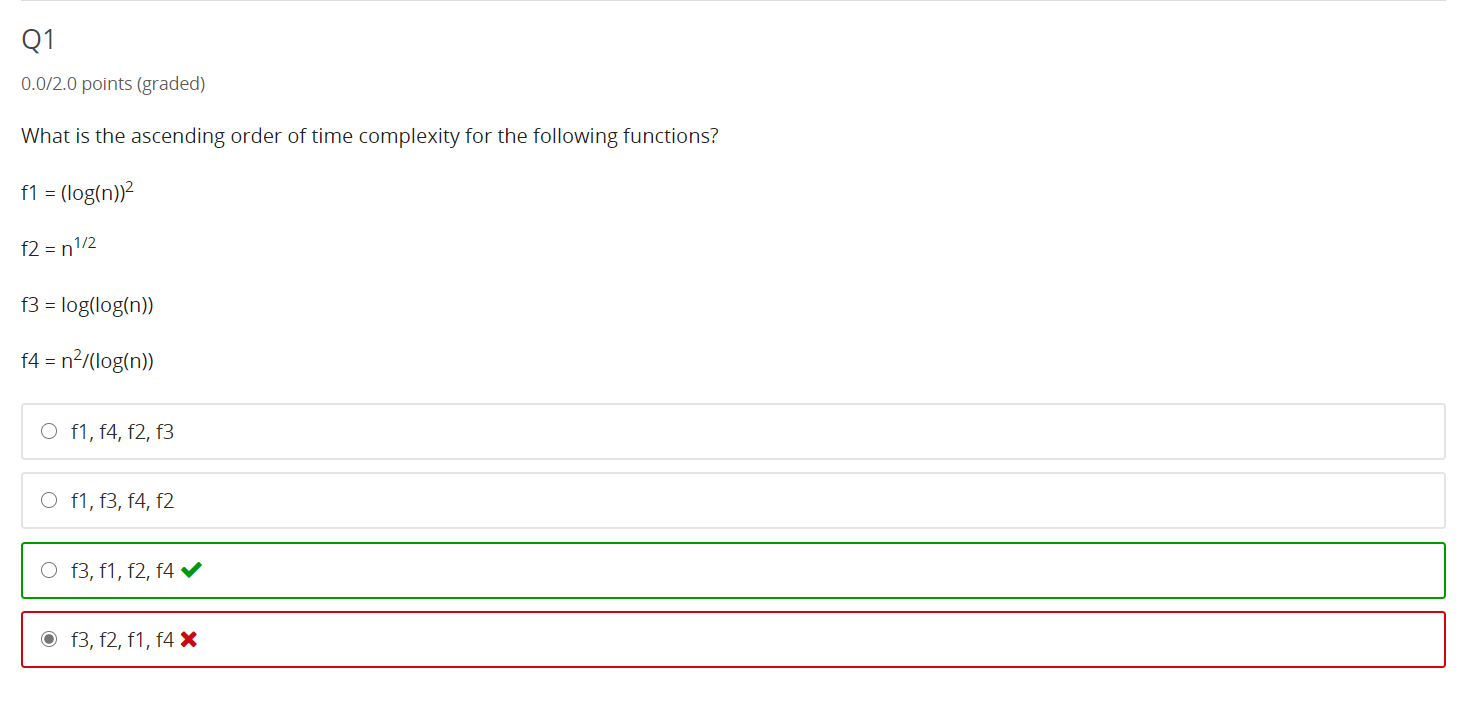 Q1
0.0/2.0 points (graded)
What is the ascending order of time complexity for the following functions?
f1 = (log(n))²
f2 = n¹/²
f3 = log(log(n))
f4 = n²/(log(n))
f1, f4, f2, f3
f1, f3, f4, f2
f3, f1, f2, f4 ✔
f3, f2, f1, f4 ✖